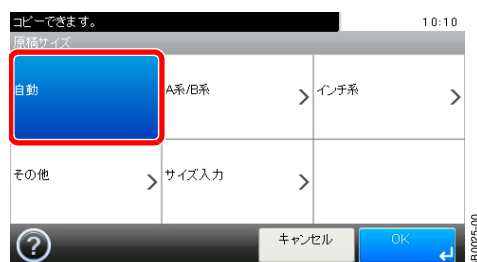 コピーできます。 10:10
原稿サイズ
自動 A系/B系 インチ系
その他 サイズ入力
? キャンセル OK
B0025-00